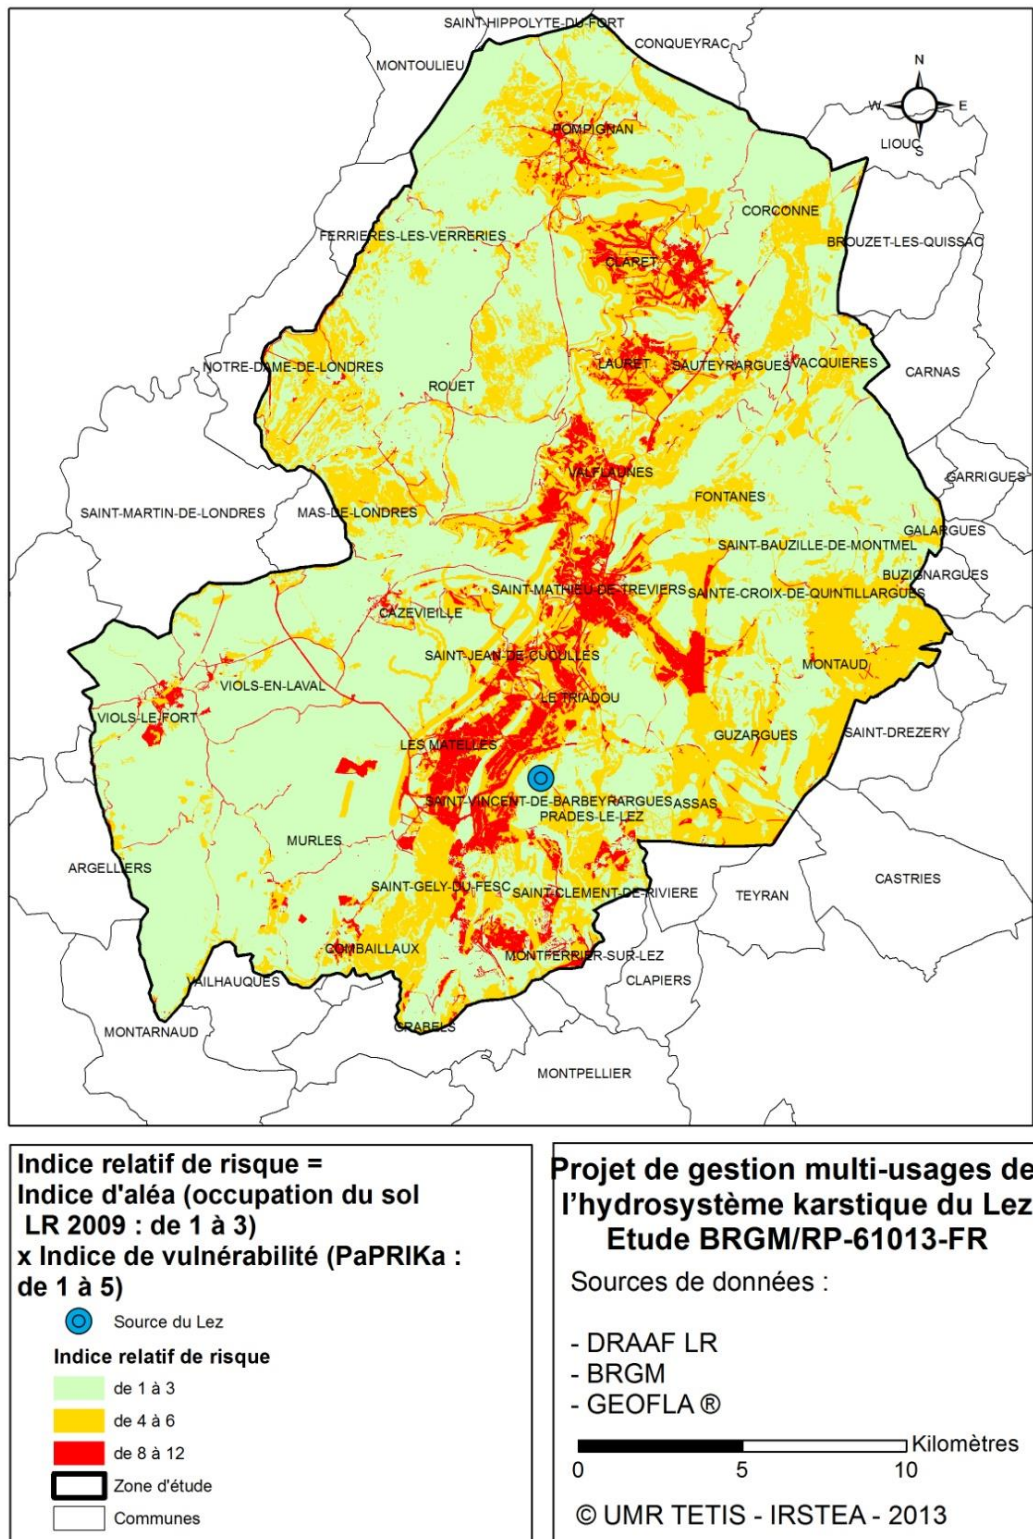 SAINT-HIPPOLYTE-DU-FORT
CONQUEYRAC
MONTOULIEU
N
W
E
S
LIOUC
POMPIGNAN
CORCONNE
FERRIERES-LES-VERRERIES
BROUZET-LES-QUISSAC
CLARET
NOTRE-DAME-DE-LONDRES
LAURET
SAUTEYRARGUES
VACQUIERES
CARNAS
ROUET
VALFLAUNES
GARRIGUES
FONTANES
SAINT-MARTIN-DE-LONDRES
MAS-DE-LONDRES
GALARGUES
SAINT-BAUZILLE-DE-MONTMEL
BUZIGNARGUES
SAINT-MATHIEU-DE-TREVIERS
SAINTE-CROIX-DE-QUINTILLARGUES
CAZEVIEILLE
SAINT-JEAN-DE-CUCULLES
MONTAUD
VIOLS-EN-LAVAL
LE TRIADOU
VIOLS-LE-FORT
GUZARGUES
SAINT-DREZERY
LES MATELLES
SAINT-VINCENT-DE-BARBEYRARGUES
ASSAS
PRADES-LE-LEZ
MURLES
ARGELLIERS
SAINT-GELY-DU-FESC
SAINT-CLEMENT-DE-RIVIERE
TEYRAN
CASTRIES
COMBAILLAUX
MONTFERRIER-SUR-LEZ
VAILHAUQUES
CLAPIERS
GRABELS
MONTARNAUD
MONTPELLIER
Indice relatif de risque =
Indice d'aléa (occupation du sol
LR 2009 : de 1 à 3)
x Indice de vulnérabilité (PaPRIKa :
de 1 à 5)
Source du Lez
Indice relatif de risque
de 1 à 3
de 4 à 6
de 8 à 12
Zone d'étude
Communes
Projet de gestion multi-usages de
l'hydrosystème karstique du Lez
Etude BRGM/RP-61013-FR
Sources de données :
- DRAAF LR
- BRGM
- GEOFLA ®
Kilomètres
0 5 10
© UMR TETIS - IRSTEA - 2013